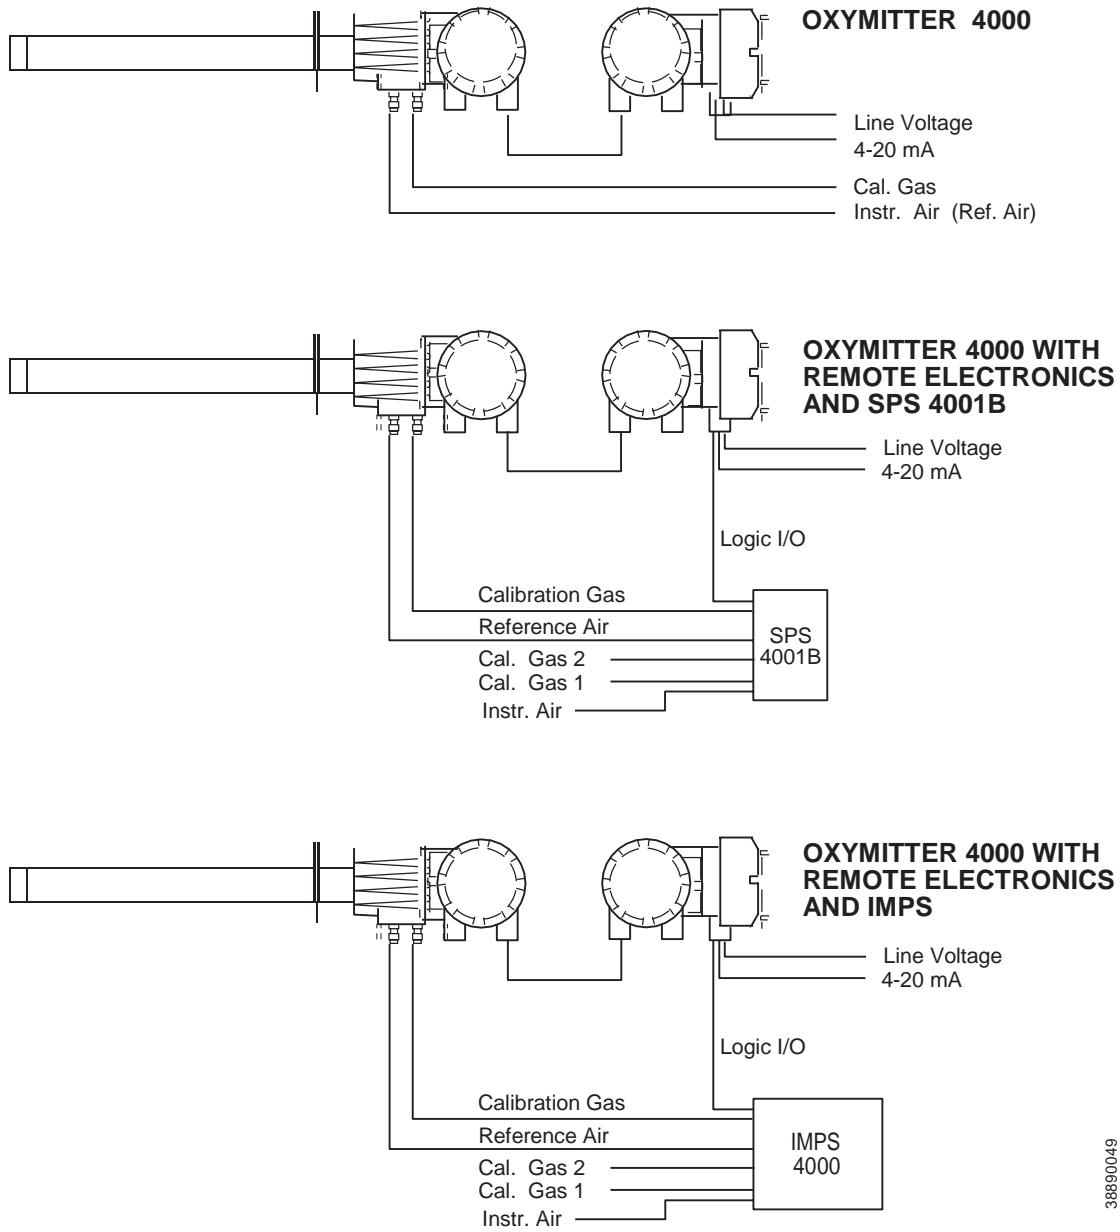 OXYMITTER 4000
Line Voltage
4-20 mA
Cal. Gas
Instr. Air (Ref. Air)
OXYMITTER 4000 WITH
REMOTE ELECTRONICS
AND SPS 4001B
Line Voltage
4-20 mA
Logic I/O
Calibration Gas
Reference Air
Cal. Gas 2
Cal. Gas 1
Instr. Air
SPS
4001B
OXYMITTER 4000 WITH
REMOTE ELECTRONICS
AND IMPS
Line Voltage
4-20 mA
Logic I/O
Calibration Gas
Reference Air
Cal. Gas 2
Cal. Gas 1
Instr. Air
IMPS
4000
38890049